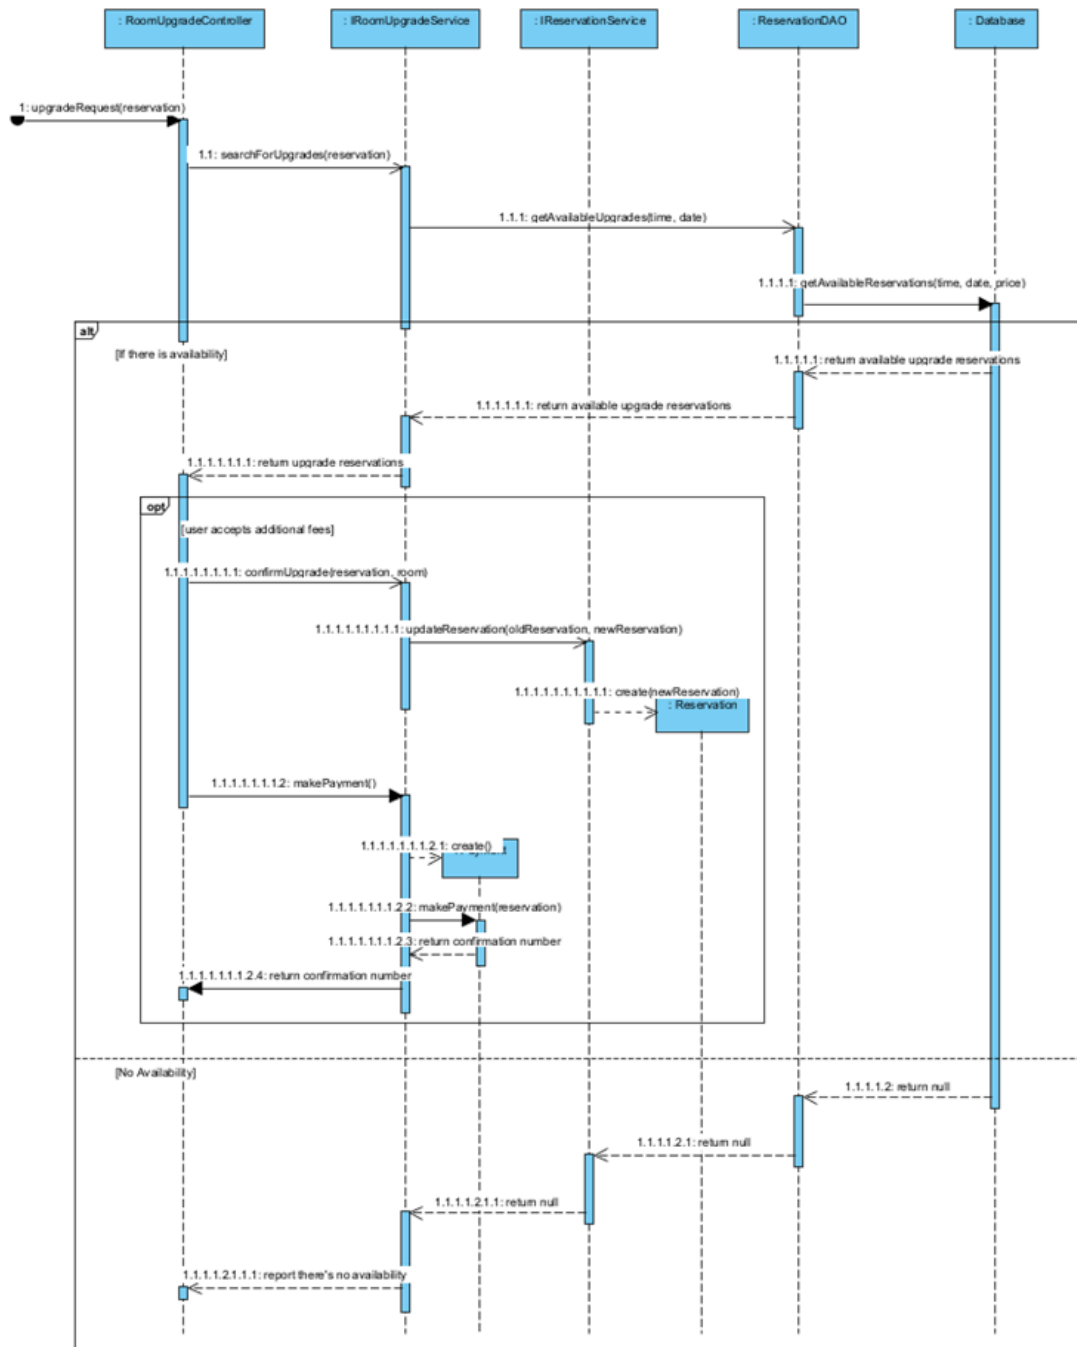 : RoomUpgradeController
: IRoomUpgradeService
: IReservationService
: ReservationDAO
: Database
1: upgradeRequest(reservation)
1.1: searchForUpgrades(reservation)
1.1.1: getAvailableUpgrades(time, date)
1.1.1.1: getAvailableReservations(time, date, price)
alt
[If there is availability]
1.1.1.1.1: return available upgrade reservations
1.1.1.1.1.1: return available upgrade reservations
1.1.1.1.1.1.1: return upgrade reservations
opt
[user accepts additional fees]
1.1.1.1.1.1.1.1: confirmUpgrade(reservation, room)
1.1.1.1.1.1.1.1.1: updateReservation(oldReservation, newReservation)
1.1.1.1.1.1.1.1.1.1: create(newReservation)
: Reservation
1.1.1.1.1.1.1.2: makePayment()
1.1.1.1.1.1.1.2.1: create()
1.1.1.1.1.1.1.2.2: makePayment(reservation)
1.1.1.1.1.1.1.2.3: return confirmation number
1.1.1.1.1.1.1.2.4: return confirmation number
[No Availability]
1.1.1.1.2: return null
1.1.1.1.2.1: return null
1.1.1.1.2.1.1: return null
1.1.1.1.2.1.1.1: report there's no availability